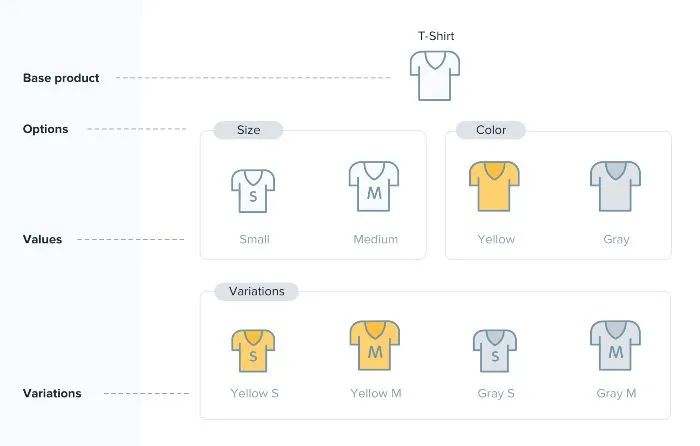 T-Shirt
Base product
Options
Size
Color
S
M
Values
Small
Medium
Yellow
Gray
Variations
S
M
S
M
Variations
Yellow S
Yellow M
Gray S
Gray M